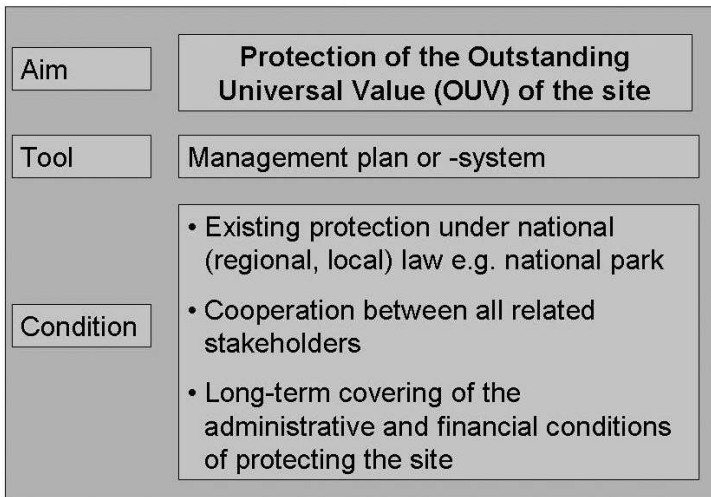 Aim
Protection of the Outstanding
Universal Value (OUV) of the site
Tool
Management plan or -system
Condition
• Existing protection under national
(regional, local) law e.g. national park
• Cooperation between all related
stakeholders
• Long-term covering of the
administrative and financial conditions
of protecting the site